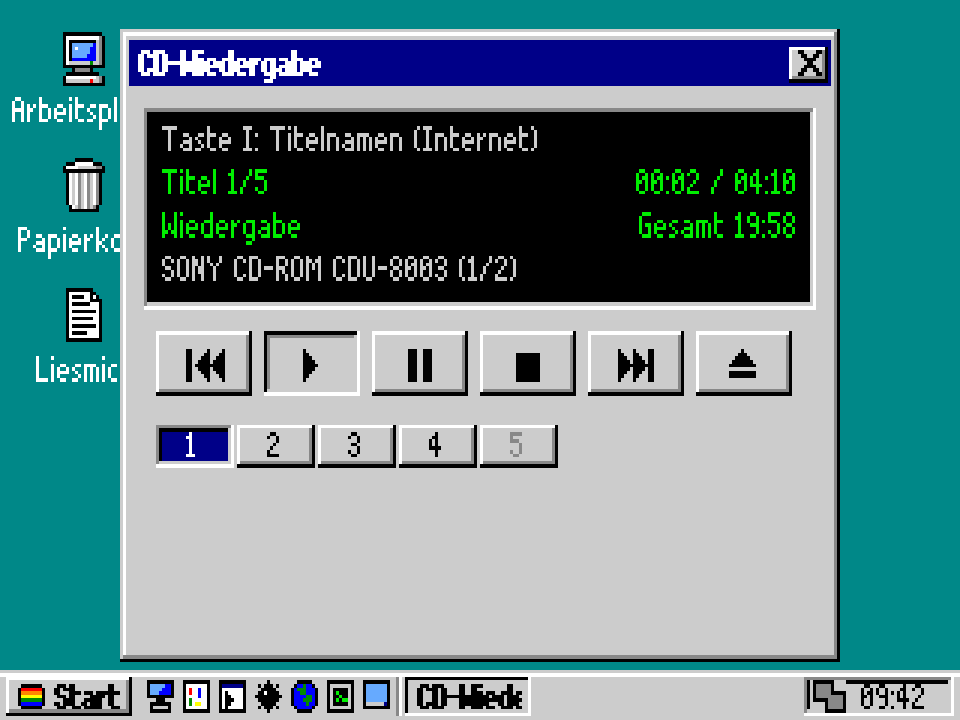 CD-Wiedergabe
Arbeitspl
Papierko
Liesmic
Taste I: Titelnamen (Internet)
Titel 1/5 00:02 / 04:10
Wiedergabe Gesamt 19:58
SONY CD-ROM CDU-8003 (1/2)
1 2 3 4 5
Start CD-Wiede 09:42